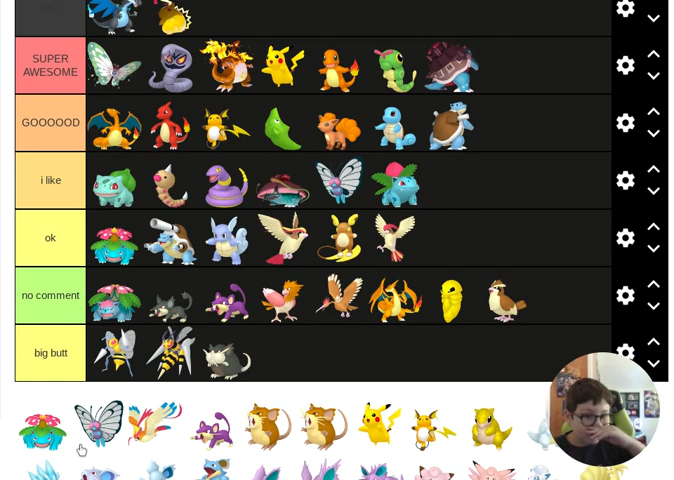 SUPER
AWESOME
GOOOOOD
i like
ok
no comment
big butt